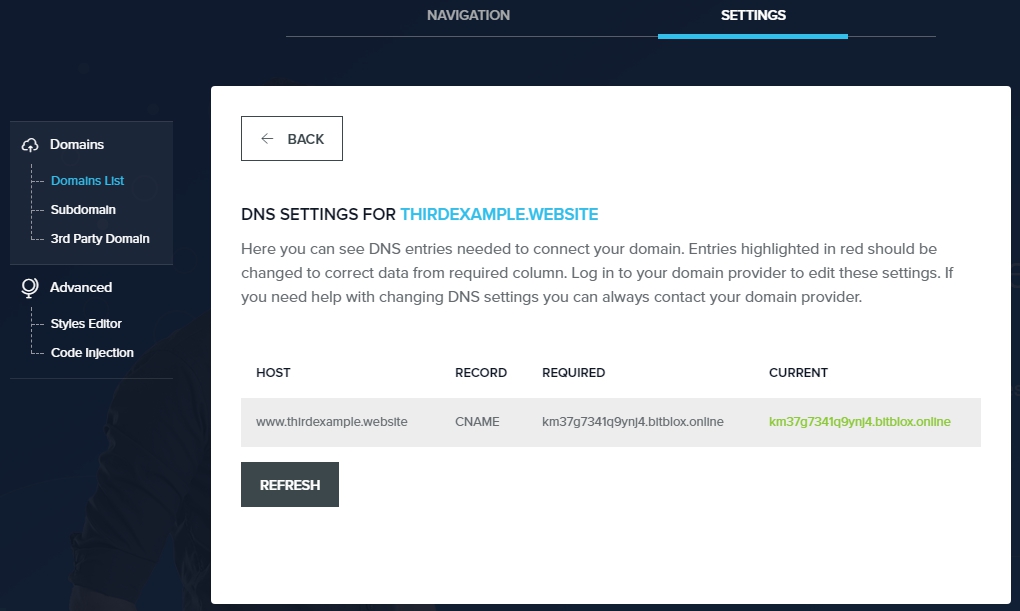 NAVIGATION
SETTINGS
Domains
Domains List
Subdomain
3rd Party Domain
Advanced
Styles Editor
Code Injection
← BACK
DNS SETTINGS FOR THIRDEXAMPLE.WEBSITE
Here you can see DNS entries needed to connect your domain. Entries highlighted in red should be
changed to correct data from required column. Log in to your domain provider to edit these settings. If
you need help with changing DNS settings you can always contact your domain provider.
HOST RECORD REQUIRED CURRENT
www.thirdexample.website CNAME km37g7341q9ynj4.bitblox.online km37g7341q9ynj4.bitblox.online
REFRESH